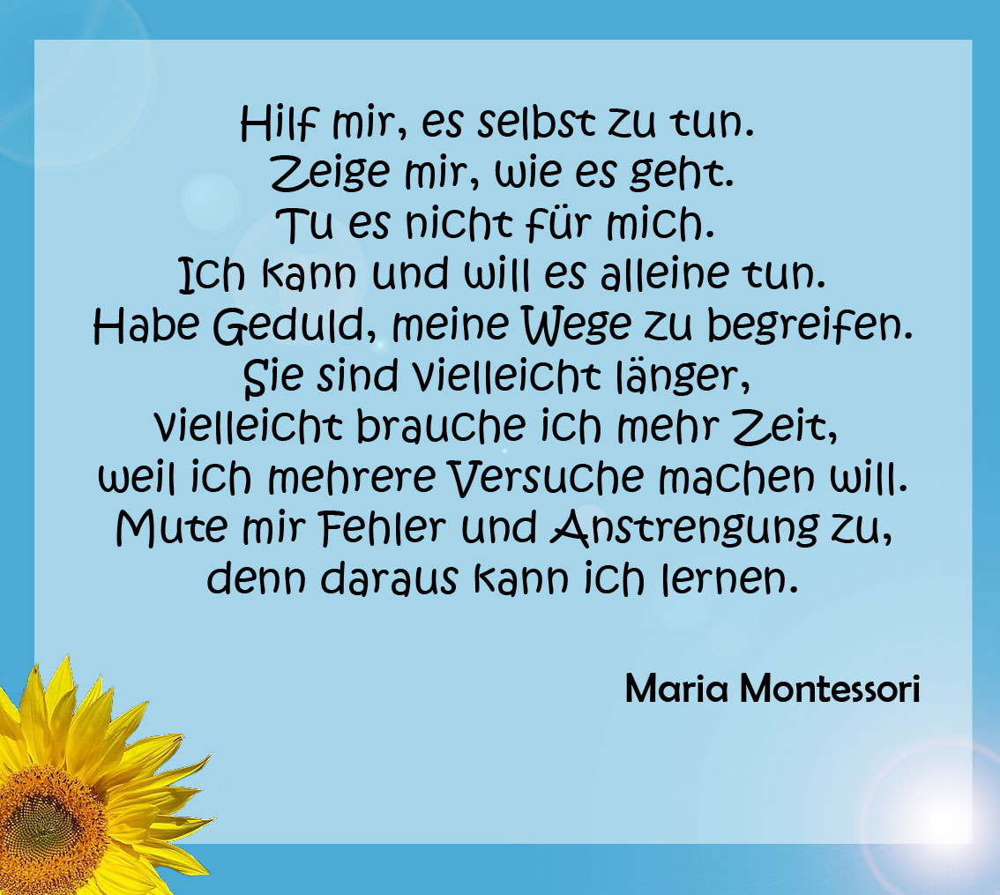 Hilf mir, es selbst zu tun.
Zeige mir, wie es geht.
Tu es nicht für mich.
Ich kann und will es alleine tun.
Habe Geduld, meine Wege zu begreifen.
Sie sind vielleicht länger,
vielleicht brauche ich mehr Zeit,
weil ich mehrere Versuche machen will.
Mute mir Fehler und Anstrengung zu,
denn daraus kann ich lernen.
Maria Montessori